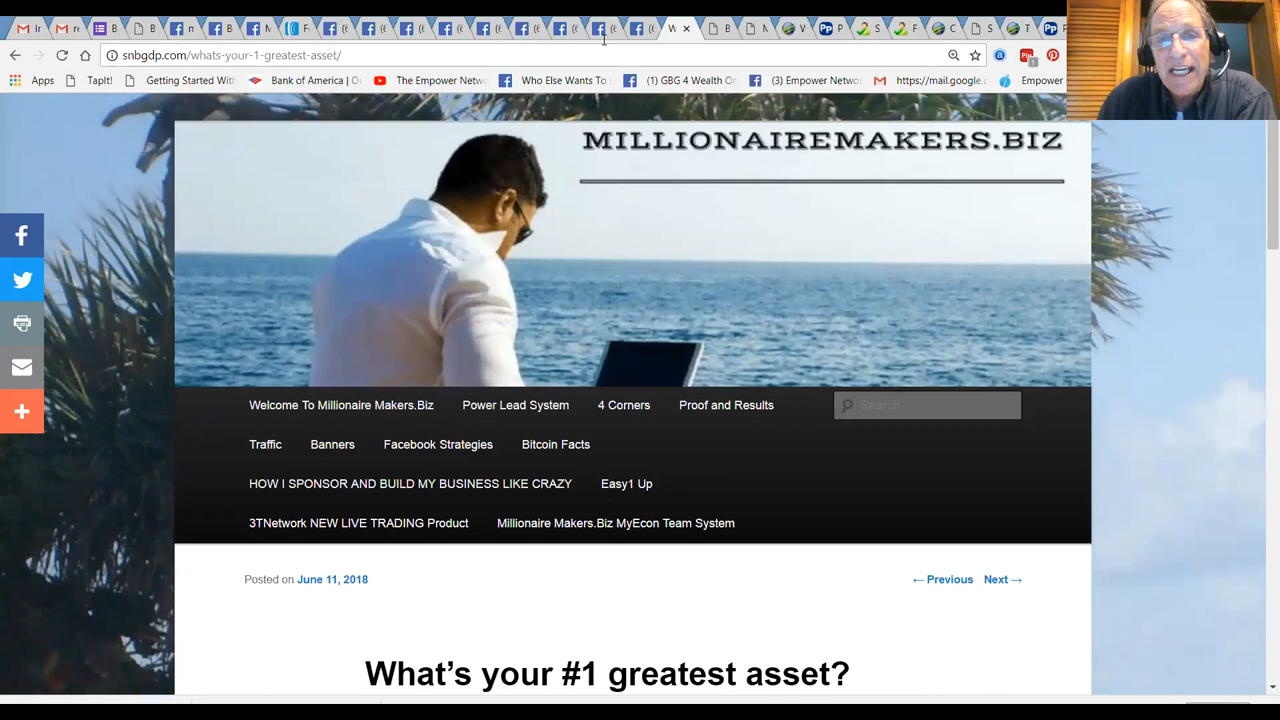 snbgdp.com/whats-your-1-greatest-asset/
Apps TapIt! Getting Started With Bank of America | O The Empower Netw Who Else Wants To (1) GBG 4 Week On (3) Empower Netwo https://mail.google.c Empower
MILLIONAIREMAKERS.BIZ
Welcome To Millionaire Makers.Biz Power Lead System 4 Corners Proof and Results Search
Traffic Banners Facebook Strategies Bitcoin Facts
HOW I SPONSOR AND BUILD MY BUSINESS LIKE CRAZY Easy1 Up
3TNetwork NEW LIVE TRADING Product Millionaire Makers.Biz MyEcon Team System
Posted on June 11, 2018 ← Previous Next →
What's your #1 greatest asset?